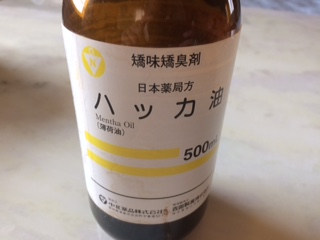 矯味矯臭剤
日本薬局方
ハッカ油
Mentha Oil
(薄荷油)
500mL